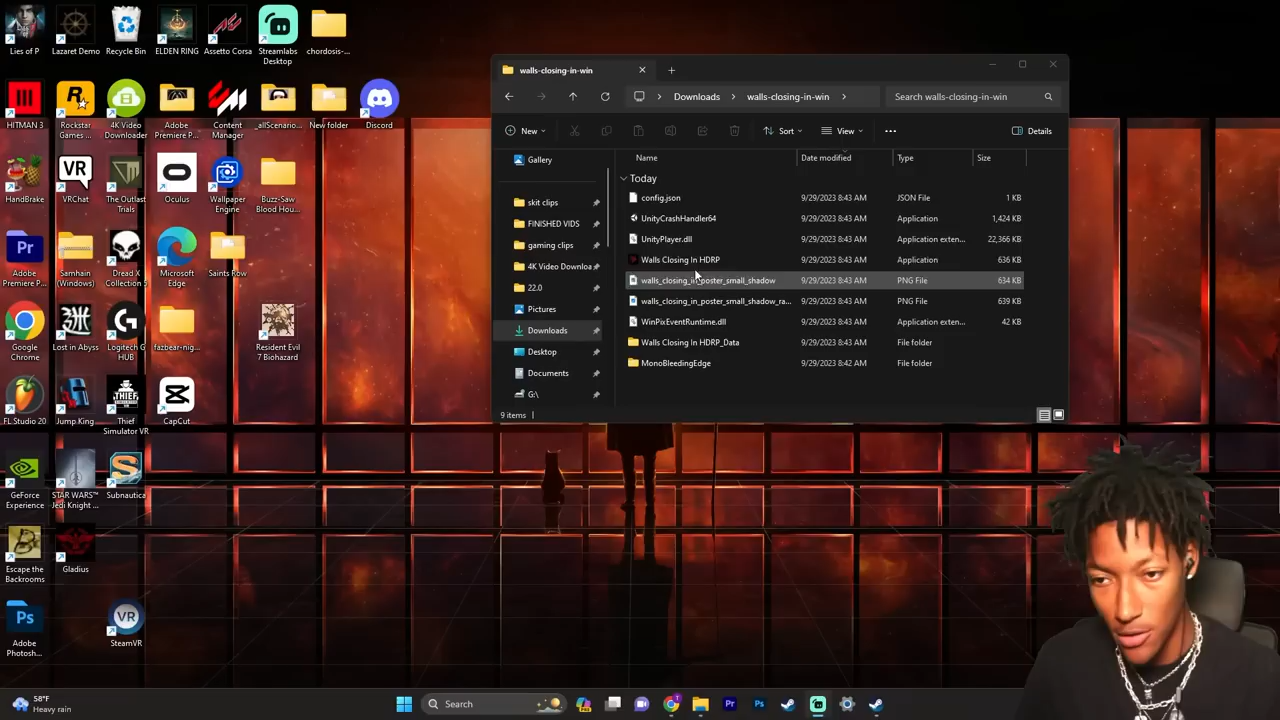 Lies of P
Lazaret Demo
Recycle Bin
ELDEN RING
Assetto Corsa
Streamlabs
Desktop
chordosis-...
HITMAN 3
Rockstar
Games ...
4K Video
Downloader
Adobe
Premiere P...
Content
Manager
_allScenario...
New folder
Discord
HandBrake
VR
VRChat
The Outlast
Trials
Oculus
Wallpaper
Engine
Buzz-Saw
Blood Hou...
Pr
Adobe
Premiere P...
Samhain
(Windows)
Dread X
Collection 5
Microsoft
Edge
Saints Row
Google
Chrome
Lost in Abyss
Logitech G
HUB
fazbear-nig...
Resident Evil
7 Biohazard
FL Studio 20
Jump King
THIEF
Thief
Simulator VR
CapCut
GeForce
Experience
STAR WARS™
Jedi Knight ...
Subnautica
Escape the
Backrooms
Gladius
Ps
Adobe
Photosh...
VR
SteamVR
walls-closing-in-win
Downloads
walls-closing-in-win
Search walls-closing-in-win
New
Sort
View
Details
Gallery
skit clips
FINISHED VIDS
gaming clips
4K Video Downloa
22.0
Pictures
Downloads
Desktop
Documents
G:\
Name Date modified Type Size
Today
config.json 9/29/2023 8:43 AM JSON File 1 KB
UnityCrashHandler64 9/29/2023 8:43 AM Application 1,424 KB
UnityPlayer.dll 9/29/2023 8:43 AM Application exten... 22,366 KB
Walls Closing In HDRP 9/29/2023 8:43 AM Application 636 KB
walls_closing_in_poster_small_shadow 9/29/2023 8:43 AM PNG File 634 KB
walls_closing_in_poster_small_shadow_ra... 9/29/2023 8:43 AM PNG File 639 KB
WinPixEventRuntime.dll 9/29/2023 8:43 AM Application exten... 42 KB
Walls Closing In HDRP_Data 9/29/2023 8:43 AM File folder
MonoBleedingEdge 9/29/2023 8:42 AM File folder
9 items
58°F
Heavy rain
Search
Pr
Ps